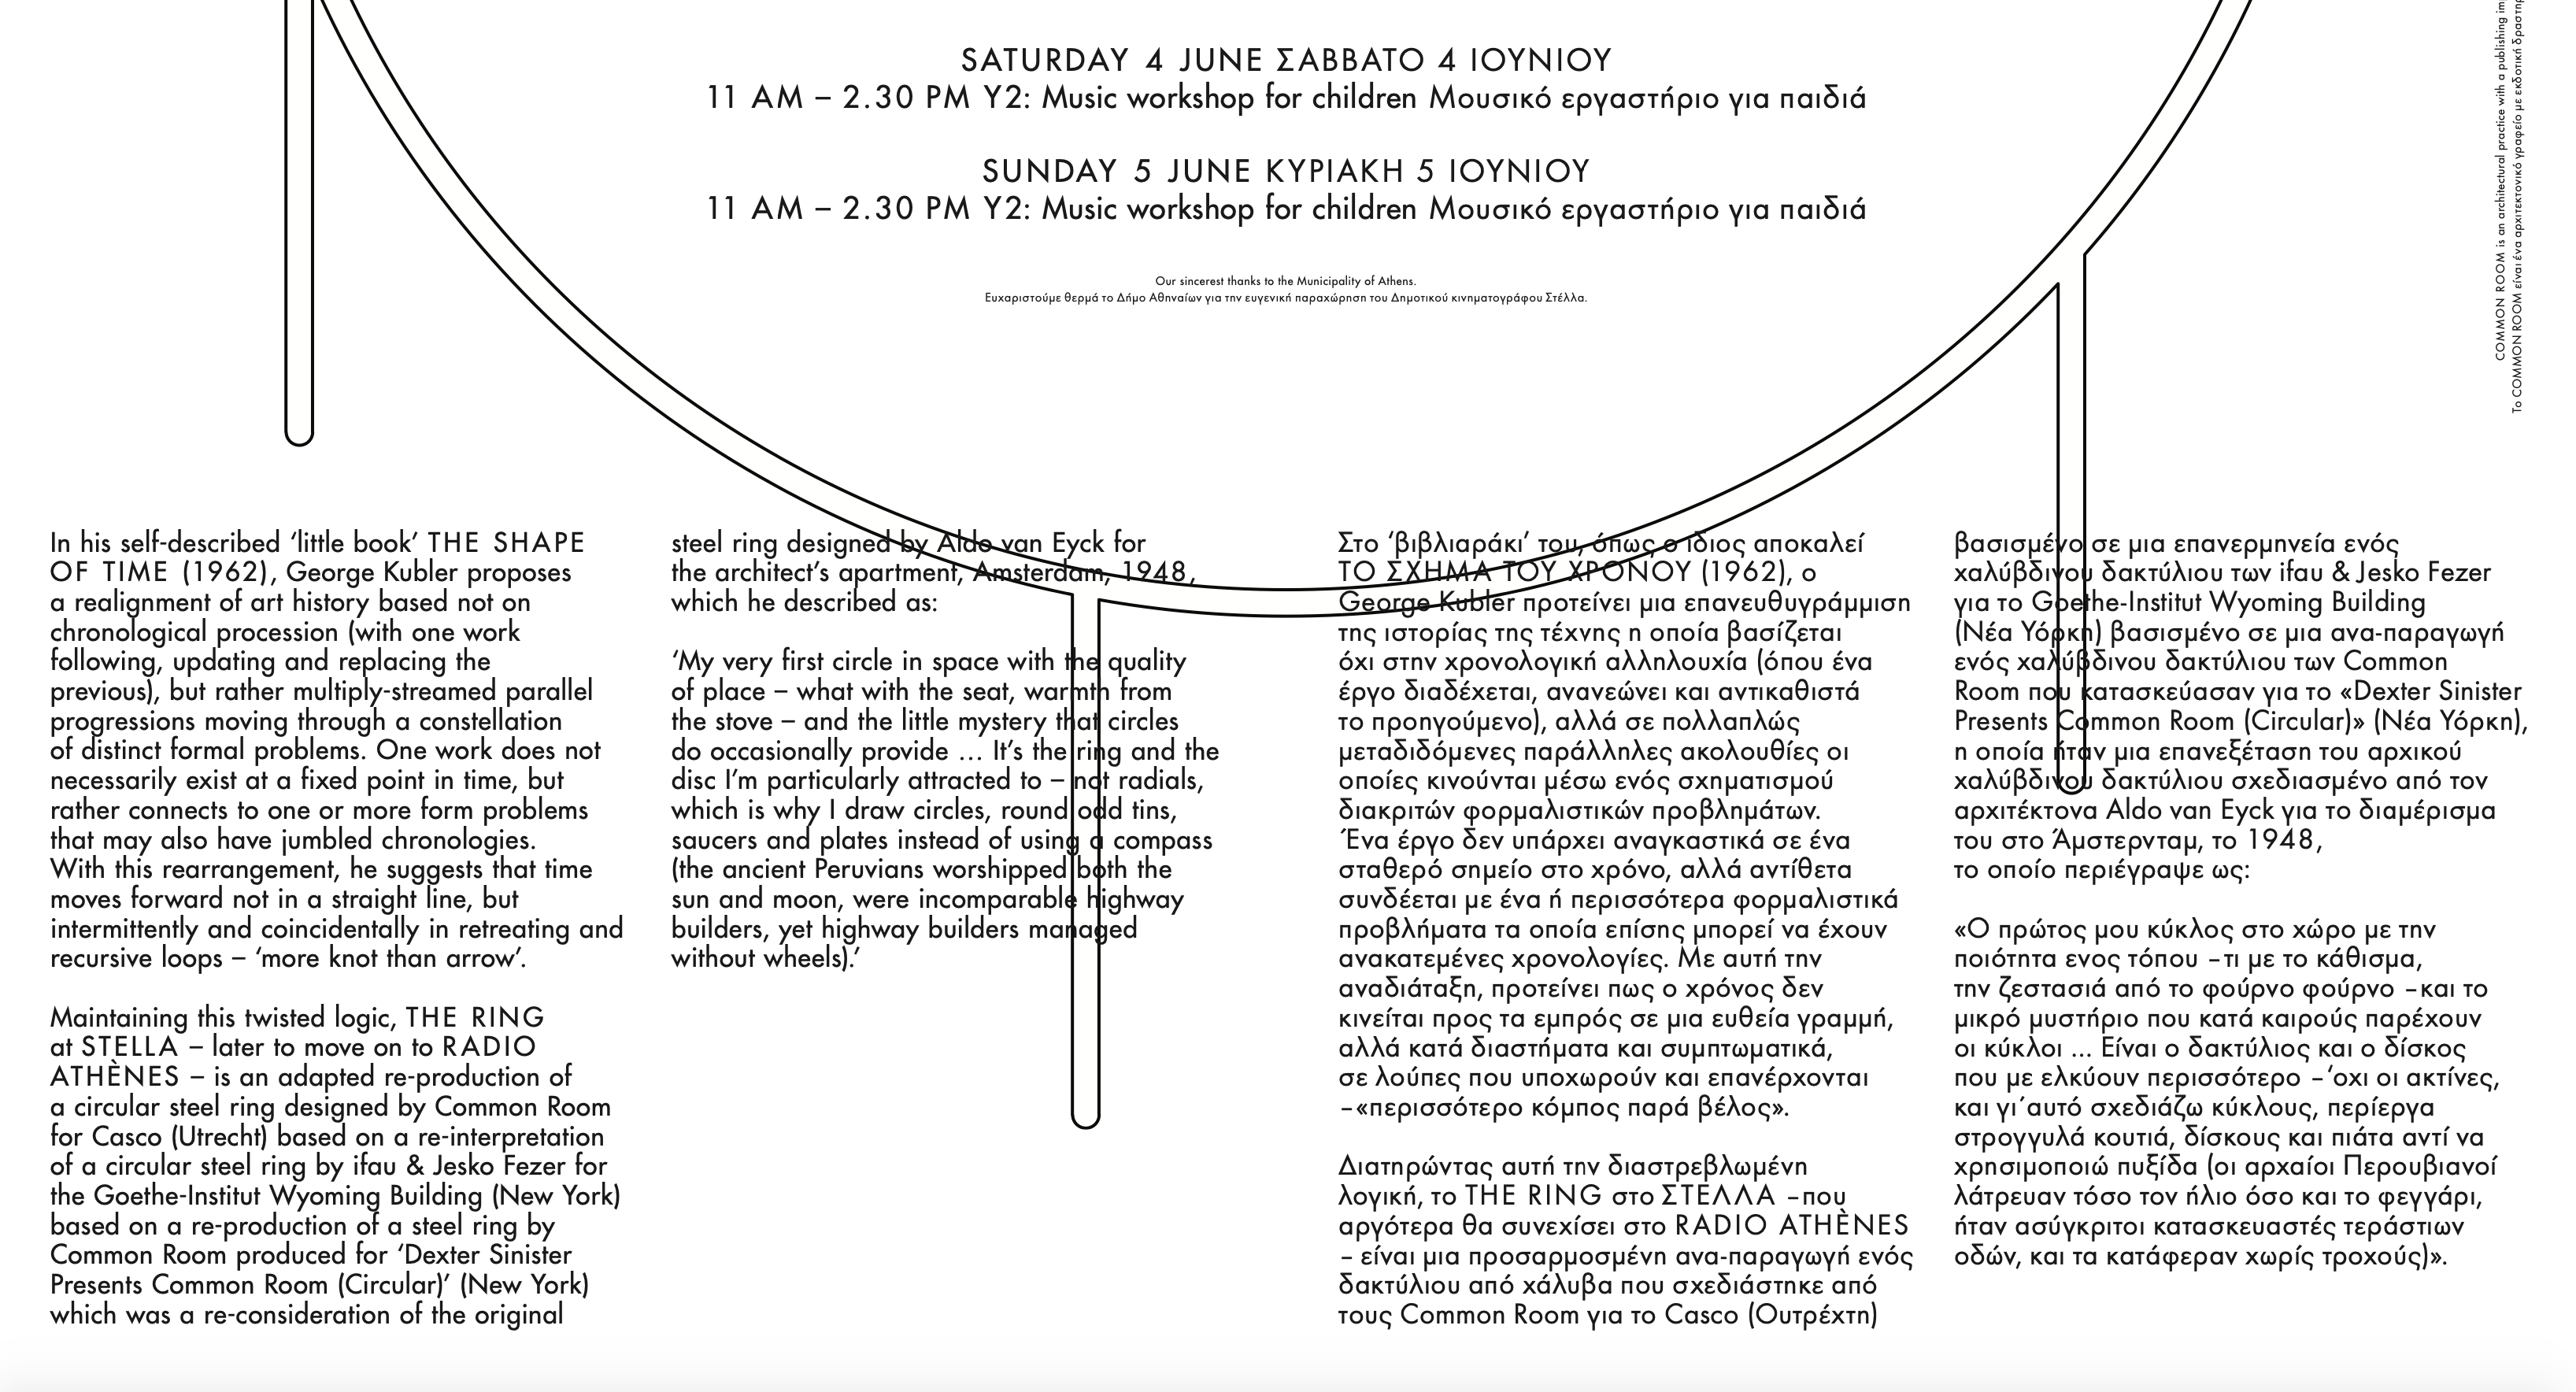 SATURDAY 4 JUNE ΣΑΒΒΑΤΟ 4 ΙΟΥΝΙΟΥ
11 AM – 2.30 PM Y2: Music workshop for children Μουσικό εργαστήριο για παιδιά
SUNDAY 5 JUNE ΚΥΡΙΑΚΗ 5 ΙΟΥΝΙΟΥ
11 AM – 2.30 PM Y2: Music workshop for children Μουσικό εργαστήριο για παιδιά
Our sincerest thanks to the Municipality of Athens.
Ευχαριστούμε θερμά το Δήμο Αθηναίων για την ευγενική παραχώρηση του Δημοτικού κινηματογράφου Στέλλα.
COMMON ROOM is an architectural practice with a publishing
Το COMMON ROOM είναι ένα αρχιτεκτονικό γραφείο με εκδοτική
In his self-described ‘little book’ THE SHAPE
OF TIME (1962), George Kubler proposes
a realignment of art history based not on
chronological procession (with one work
following, updating and replacing the
previous), but rather multiply-streamed parallel
progressions moving through a constellation
of distinct formal problems. One work does not
necessarily exist at a fixed point in time, but
rather connects to one or more form problems
that may also have jumbled chronologies.
With this rearrangement, he suggests that time
moves forward not in a straight line, but
intermittently and coincidentally in retreating and
recursive loops – ‘more knot than arrow’.
Maintaining this twisted logic, THE RING
at STELLA – later to move on to RADIO
ATHÈNES – is an adapted re-production of
a circular steel ring designed by Common Room
for Casco (Utrecht) based on a re-interpretation
of a circular steel ring by ifau & Jesko Fezer for
the Goethe-Institut Wyoming Building (New York)
based on a re-production of a steel ring by
Common Room produced for ‘Dexter Sinister
Presents Common Room (Circular)’ (New York)
which was a re-consideration of the original
steel ring designed by Aldo van Eyck for
the architect’s apartment, Amsterdam, 1948,
which he described as:
‘My very first circle in space with the quality
of place – what with the seat, warmth from
the stove – and the little mystery that circles
do occasionally provide … It’s the ring and the
disc I’m particularly attracted to – not radials,
which is why I draw circles, round odd tins,
saucers and plates instead of using a compass
(the ancient Peruvians worshipped both the
sun and moon, were incomparable highway
builders, yet highway builders managed
without wheels).’
Στο ‘βιβλιαράκι’ του, όπως ο ίδιος αποκαλεί
ΤΟ ΣΧΗΜΑ ΤΟΥ ΧΡΟΝΟΥ (1962), ο
George Kubler προτείνει μια επανευθυγράμμιση
της ιστορίας της τέχνης η οποία βασίζεται
όχι στην χρονολογική αλληλουχία (όπου ένα
έργο διαδέχεται, ανανεώνει και αντικαθιστά
το προηγούμενο), αλλά σε πολλαπλώς
μεταδιδόμενες παράλληλες ακολουθίες οι
οποίες κινούνται μέσω ενός σχηματισμού
διακριτών φορμαλιστικών προβλημάτων.
Ένα έργο δεν υπάρχει αναγκαστικά σε ένα
σταθερό σημείο στο χρόνο, αλλά αντίθετα
συνδέεται με ένα ή περισσότερα φορμαλιστικά
προβλήματα τα οποία επίσης μπορεί να έχουν
ανακατεμένες χρονολογίες. Με αυτή την
αναδιάταξη, προτείνει πως ο χρόνος δεν
κινείται προς τα εμπρός σε μια ευθεία γραμμή,
αλλά κατά διαστήματα και συμπτωματικά,
σε λούπες που υποχωρούν και επανέρχονται
–«περισσότερο κόμπος παρά βέλος».
Διατηρώντας αυτή την διαστρεβλωμένη
λογική, το THE RING στο ΣΤΕΛΛΑ –που
αργότερα θα συνεχίσει στο RADIO ATHÈNES
– είναι μια προσαρμοσμένη ανα-παραγωγή ενός
δακτύλιου από χάλυβα που σχεδιάστηκε από
τους Common Room για το Casco (Ουτρέχτη)
βασισμένο σε μια επανερμηνεία ενός
χαλύβδινου δακτύλιου των ifau & Jesko Fezer
για το Goethe-Institut Wyoming Building
(Νέα Υόρκη) βασισμένο σε μια ανα-παραγωγή
ενός χαλύβδινου δακτύλιου των Common
Room που κατασκεύασαν για το «Dexter Sinister
Presents Common Room (Circular)» (Νέα Υόρκη),
η οποία ήταν μια επανεξέταση του αρχικού
χαλύβδινου δακτύλιου σχεδιασμένο από τον
αρχιτέκτονα Aldo van Eyck για το διαμέρισμα
του στο Άμστερνταμ, το 1948,
το οποίο περιέγραψε ως:
«Ο πρώτος μου κύκλος στο χώρο με την
ποιότητα ενος τόπου –τι με το κάθισμα,
την ζεστασιά από το φούρνο φούρνο –και το
μικρό μυστήριο που κατά καιρούς παρέχουν
οι κύκλοι … Είναι ο δακτύλιος και ο δίσκος
που με ελκύουν περισσότερο –΄οχι οι ακτίνες,
και γι΄αυτό σχεδιάζω κύκλους, περίεργα
στρογγυλά κουτιά, δίσκους και πιάτα αντί να
χρησιμοποιώ πυξίδα (οι αρχαίοι Περουβιανοί
λάτρευαν τόσο τον ήλιο όσο και το φεγγάρι,
ήταν ασύγκριτοι κατασκευαστές τεράστιων
οδών, και τα κατάφεραν χωρίς τροχούς)».